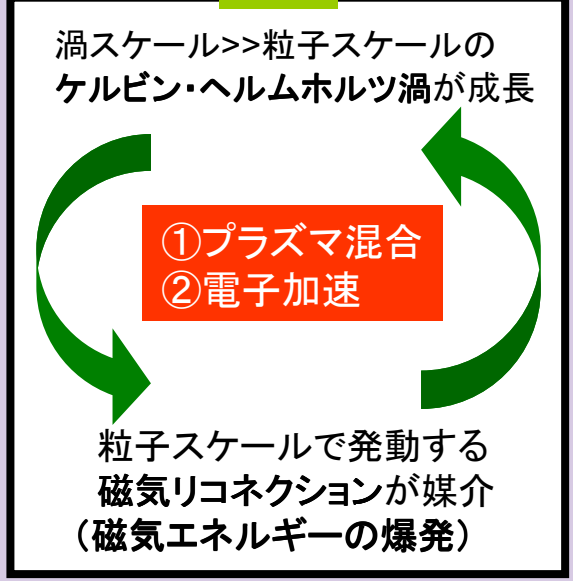 渦スケール>>粒子スケールの
ケルビン・ヘルムホルツ渦が成長
①プラズマ混合
②電子加速
粒子スケールで発動する
磁気リコネクションが媒介
（磁気エネルギーの爆発）